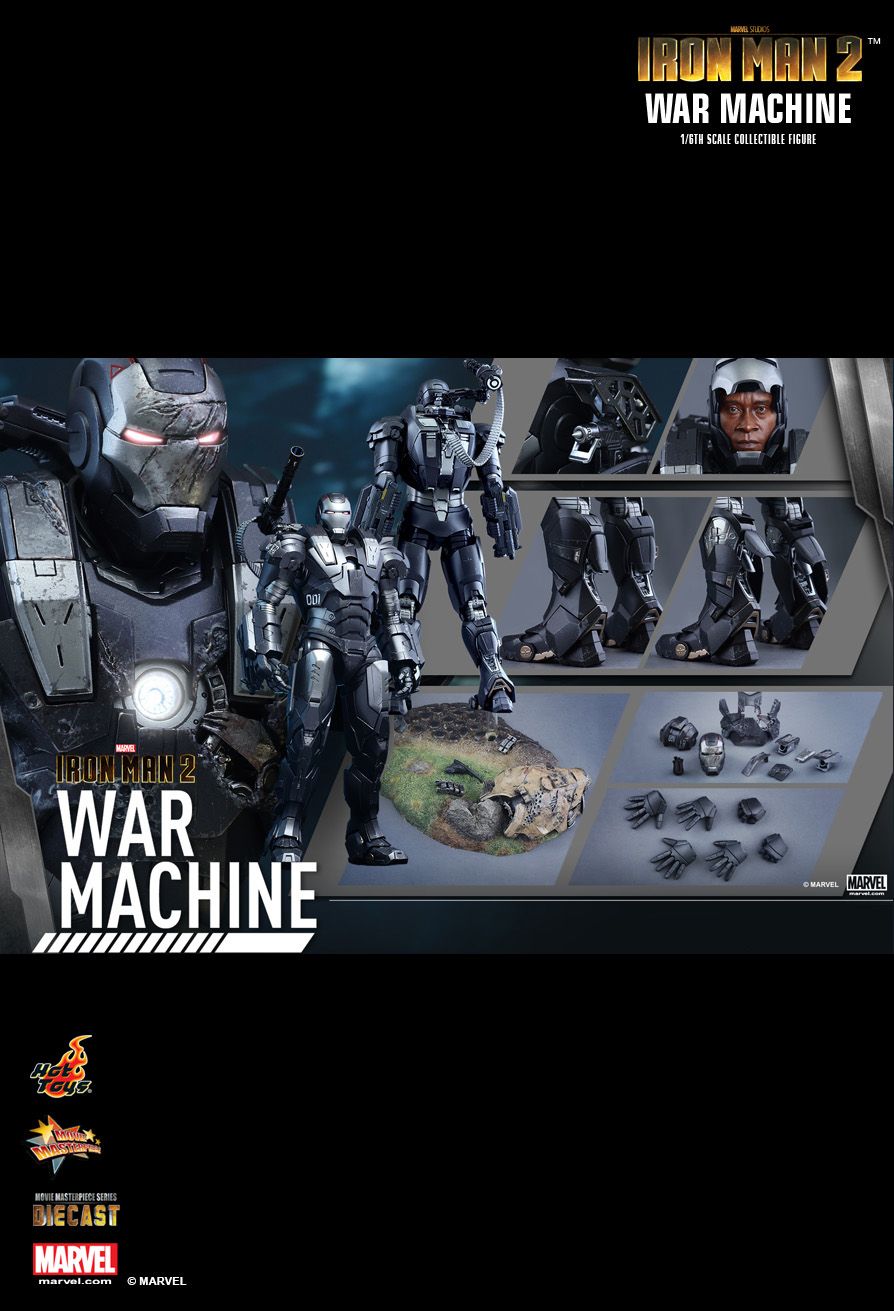 MARVEL STUDIOS
IRON MAN 2 ™
WAR MACHINE
1/6TH SCALE COLLECTIBLE FIGURE
001
MARVEL
IRON MAN 2
WAR
MACHINE
© MARVEL MARVEL
marvel.com
Hot
Toys®
MOVIE
MASTERPIECE
MOVIE MASTERPIECE SERIES
DIECAST
MARVEL
marvel.com © MARVEL